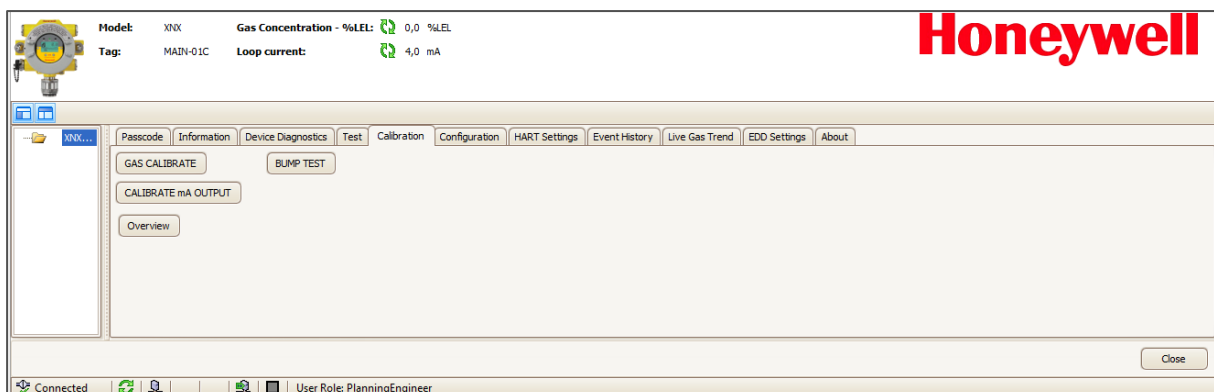 Model: XNX Gas Concentration - %LEL: 0,0 %LEL
Honeywell
Tag: MAIN-01C Loop current: 4,0 mA
XNX...
Passcode Information Device Diagnostics Test Calibration Configuration HART Settings Event History Live Gas Trend EDD Settings About
GAS CALIBRATE BUMP TEST
CALIBRATE mA OUTPUT
Overview
Close
Connected User Role: PlanningEngineer